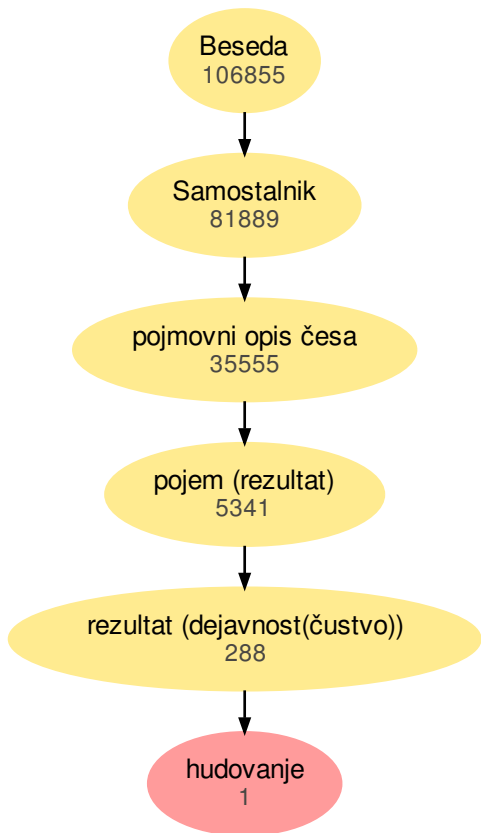 Beseda
106855
Samostalnik
81889
pojmovni opis česa
35555
pojem (rezultat)
5341
rezultat (dejavnost(čustvo))
288
hudovanje
1